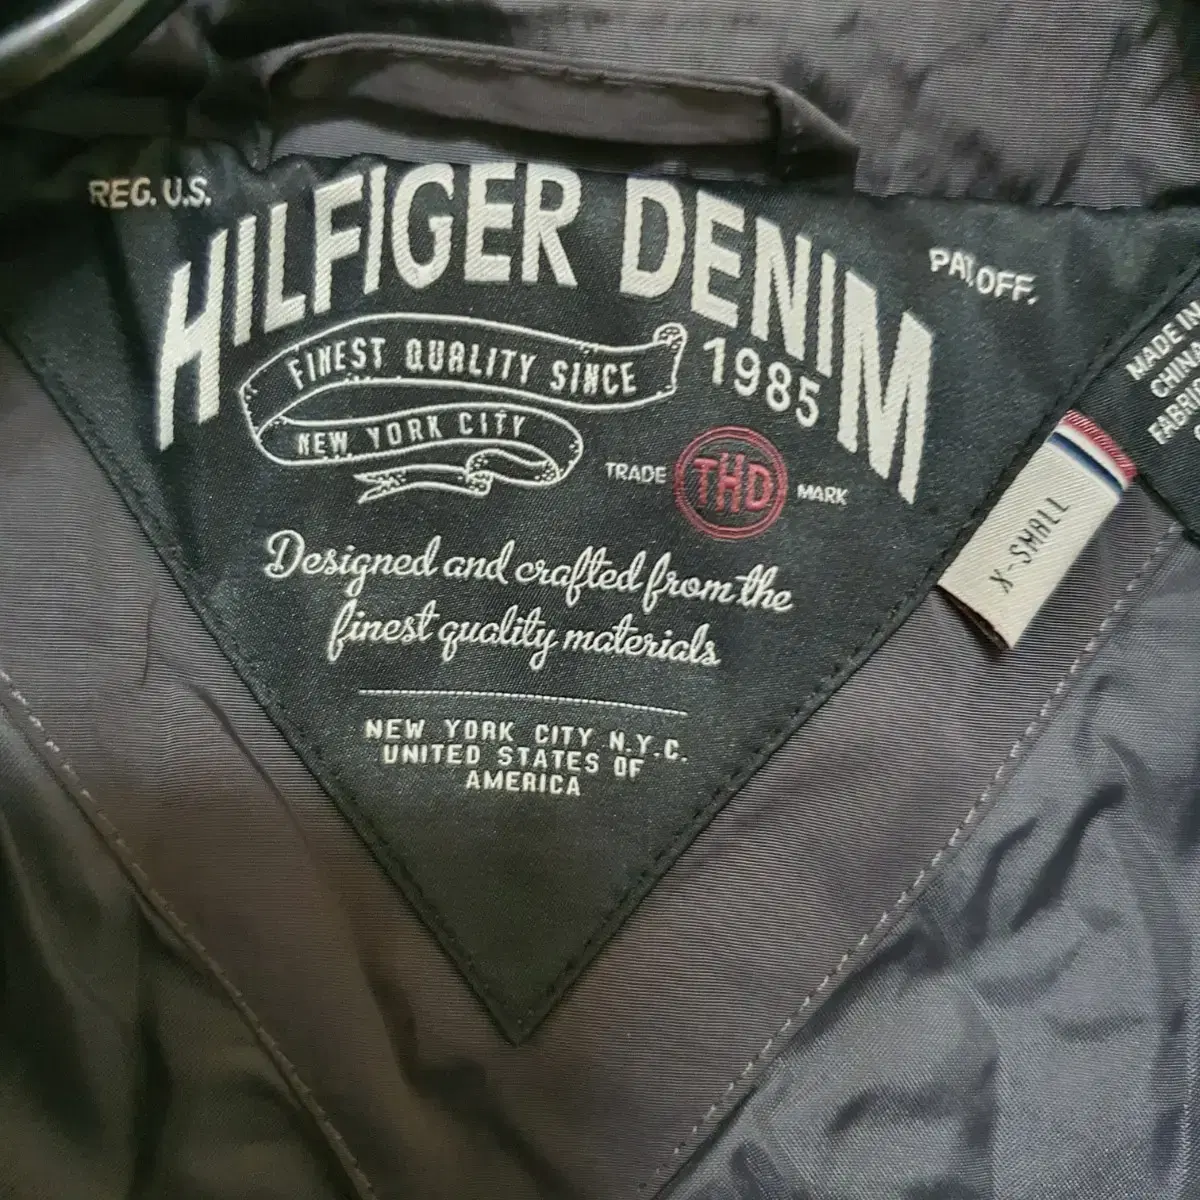 REG. U.S.
HILFIGER DENIM
PAT. OFF.
FINEST QUALITY SINCE
1985
NEW YORK CITY
TRADE
THD
MARK
Designed and crafted from the
finest quality materials
NEW YORK CITY N.Y.C.
UNITED STATES OF
AMERICA
X-SMALL
MADE IN
CHINA